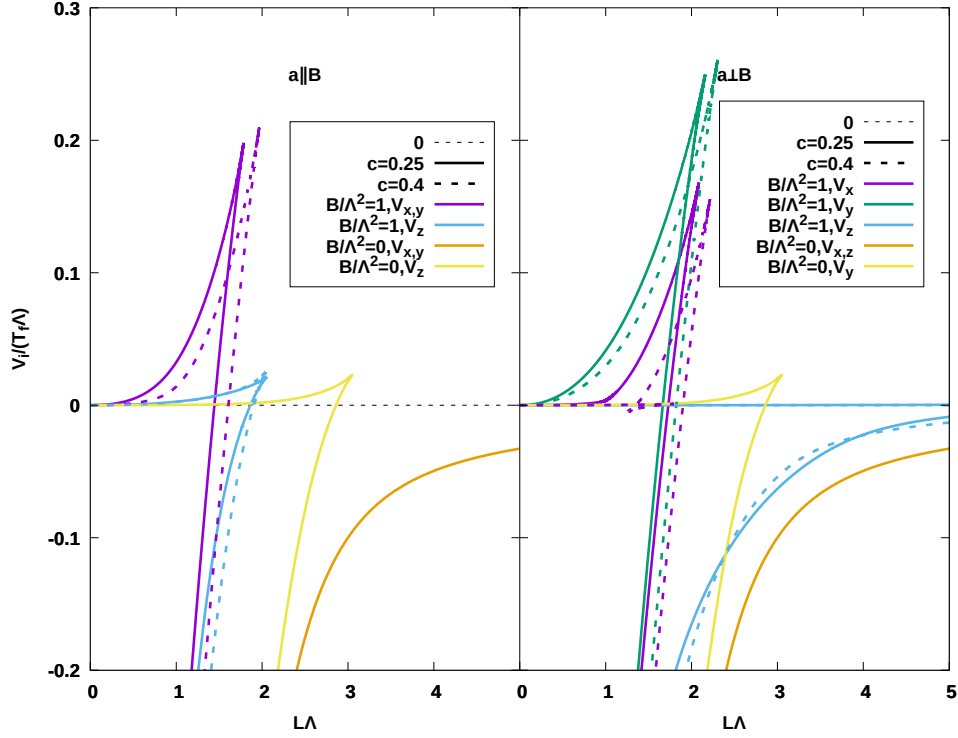 0.3
0.2
0.1
0
-0.1
-0.2
V_i/(T_fΛ)
a∥B
0
c=0.25
c=0.4
B/Λ²=1,V_x,y
B/Λ²=1,V_z
B/Λ²=0,V_x,y
B/Λ²=0,V_z
0 1 2 3 4
LΛ
a⊥B
0
c=0.25
c=0.4
B/Λ²=1,V_x
B/Λ²=1,V_y
B/Λ²=1,V_z
B/Λ²=0,V_x,z
B/Λ²=0,V_y
0 1 2 3 4 5
LΛ